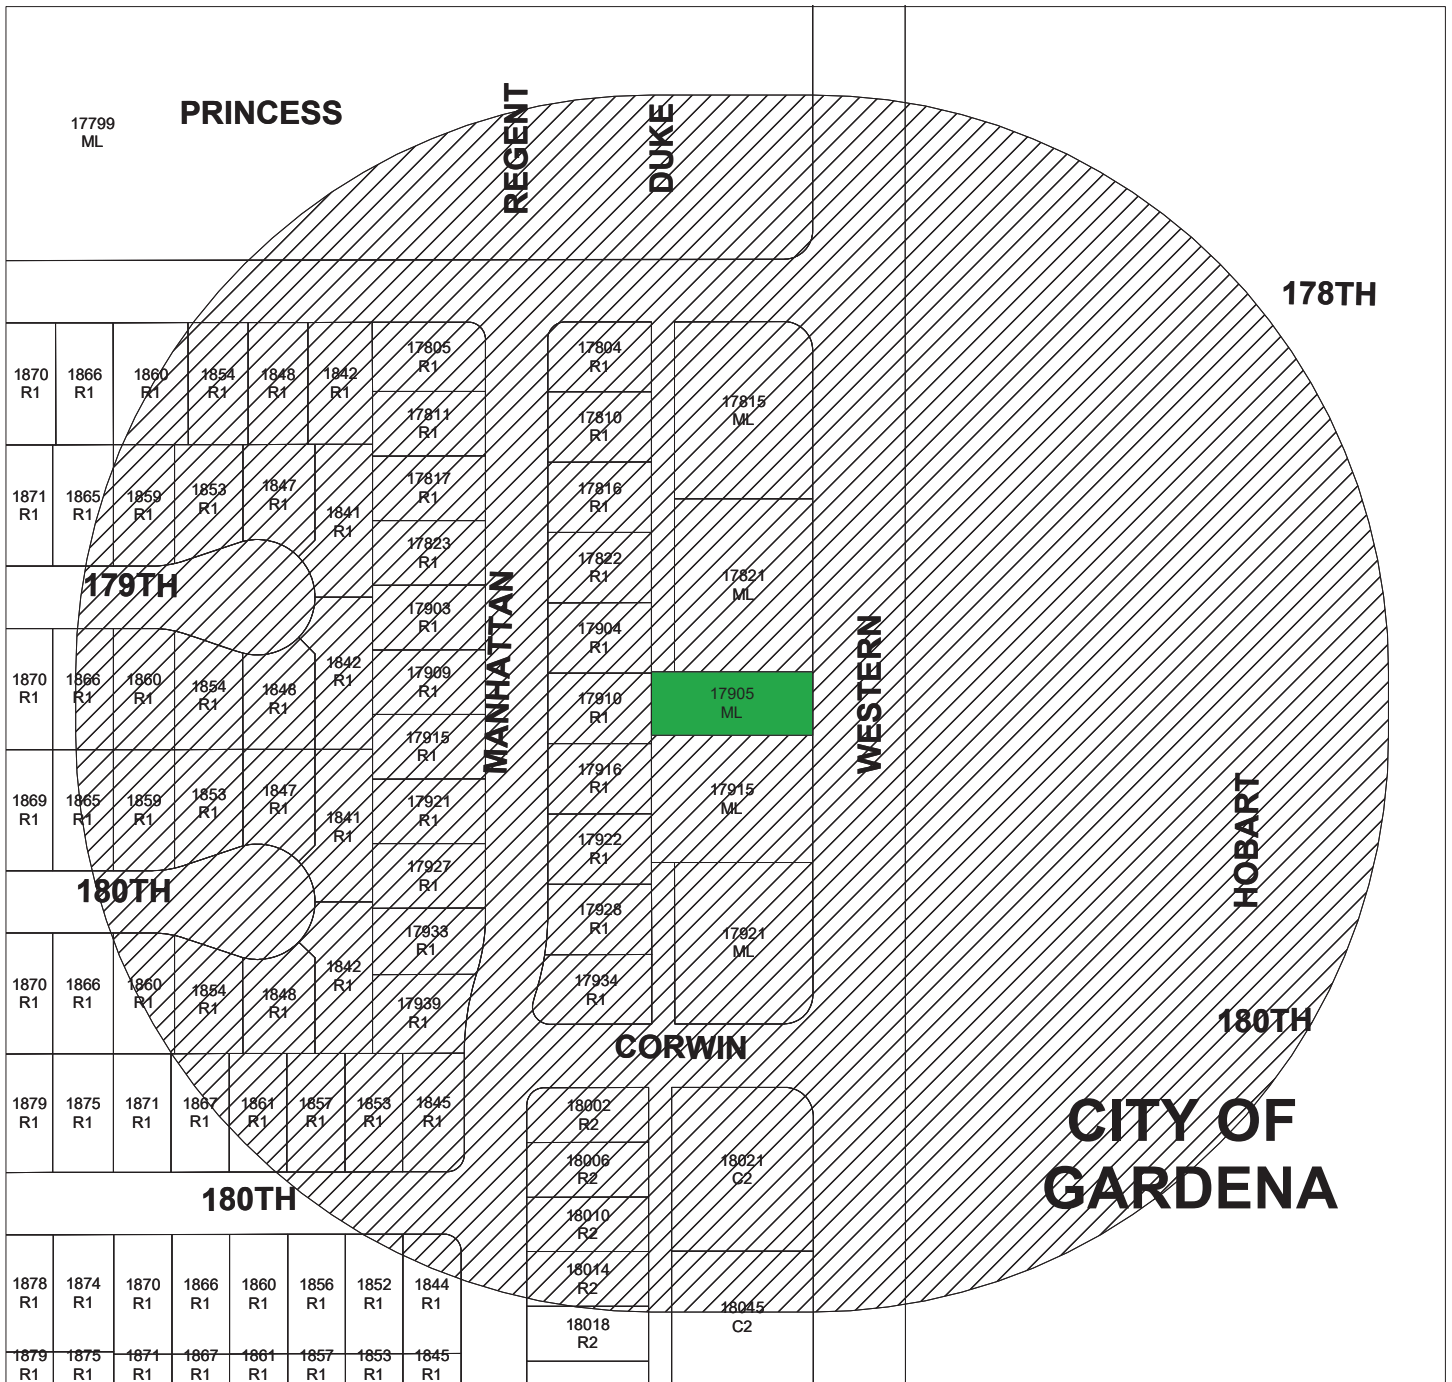 PRINCESS
REGENT
DUKE
17799
ML
178TH
1870
R1
1866
R1
1860
R1
1854
R1
1848
R1
1842
R1
17805
R1
17811
R1
17817
R1
17823
R1
17903
R1
17909
R1
17915
R1
17921
R1
17927
R1
17933
R1
17939
R1
1871
R1
1865
R1
1859
R1
1853
R1
1847
R1
1841
R1
179TH
1870
R1
1866
R1
1860
R1
1854
R1
1848
R1
1842
R1
1869
R1
1865
R1
1859
R1
1853
R1
1847
R1
1841
R1
180TH
1870
R1
1866
R1
1860
R1
1854
R1
1848
R1
1842
R1
1879
R1
1875
R1
1871
R1
1867
R1
1861
R1
1857
R1
1853
R1
1845
R1
180TH
1878
R1
1874
R1
1870
R1
1866
R1
1860
R1
1856
R1
1852
R1
1844
R1
1879
R1
1875
R1
1871
R1
1867
R1
1861
R1
1857
R1
1853
R1
1845
R1
MANHATTAN
17804
R1
17810
R1
17816
R1
17822
R1
17904
R1
17910
R1
17916
R1
17922
R1
17928
R1
17934
R1
17815
ML
17821
ML
17905
ML
17915
ML
17921
ML
CORWIN
18002
R2
18006
R2
18010
R2
18014
R2
18018
R2
18021
C2
18045
C2
WESTERN
HOBART
180TH
CITY OF
GARDENA